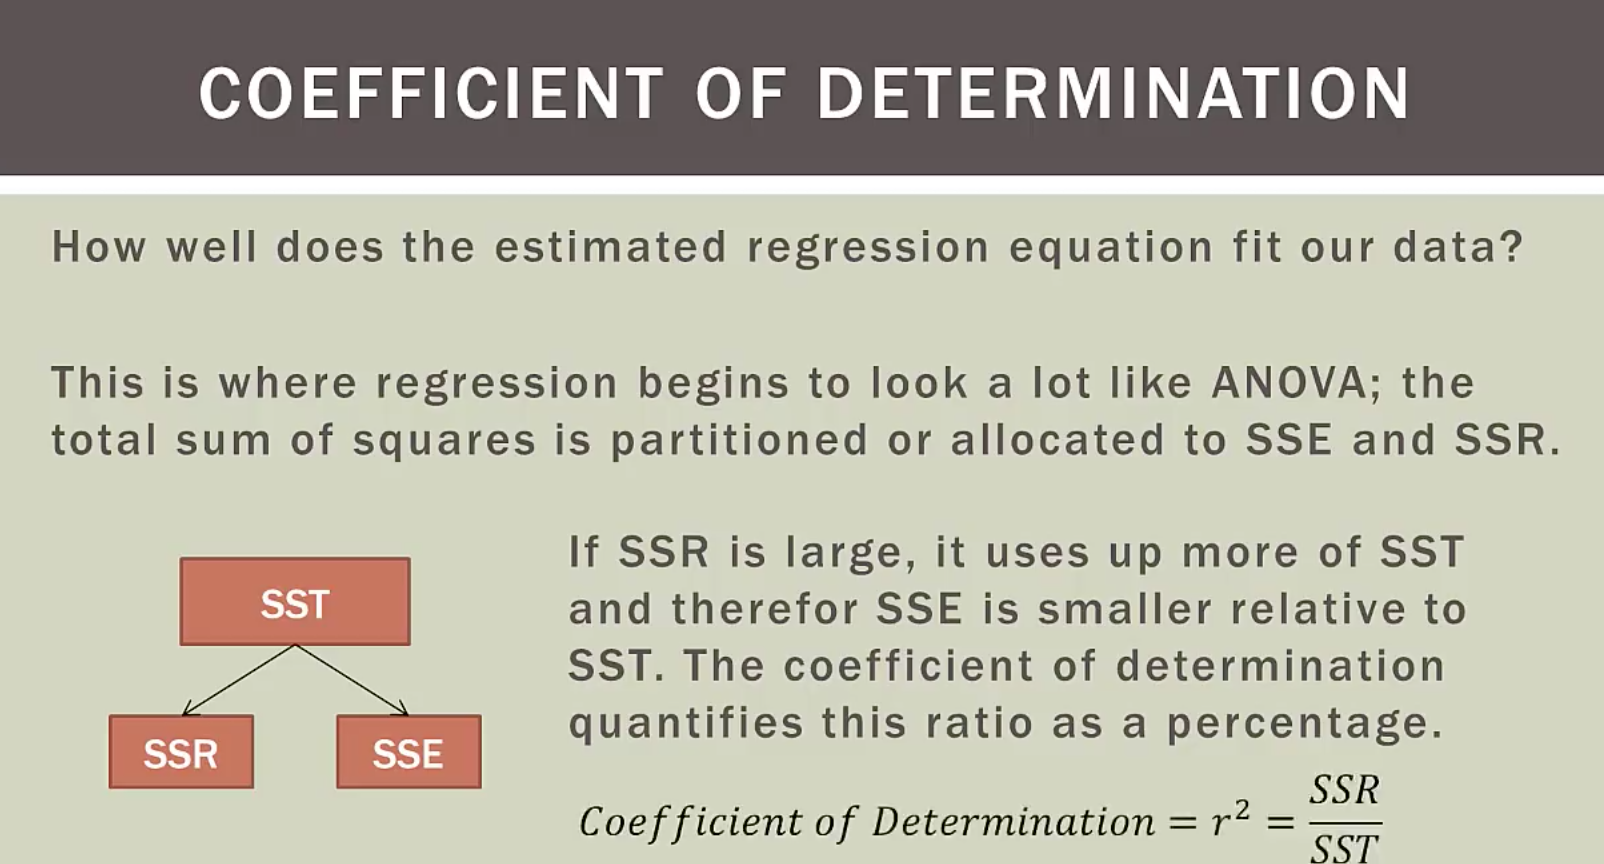 COEFFICIENT OF DETERMINATION
How well does the estimated regression equation fit our data?
This is where regression begins to look a lot like ANOVA; the
total sum of squares is partitioned or allocated to SSE and SSR.
SST
SSR
SSE
If SSR is large, it uses up more of SST
and therefor SSE is smaller relative to
SST. The coefficient of determination
quantifies this ratio as a percentage.
Coefficient of Determination = r² = SSR/SST